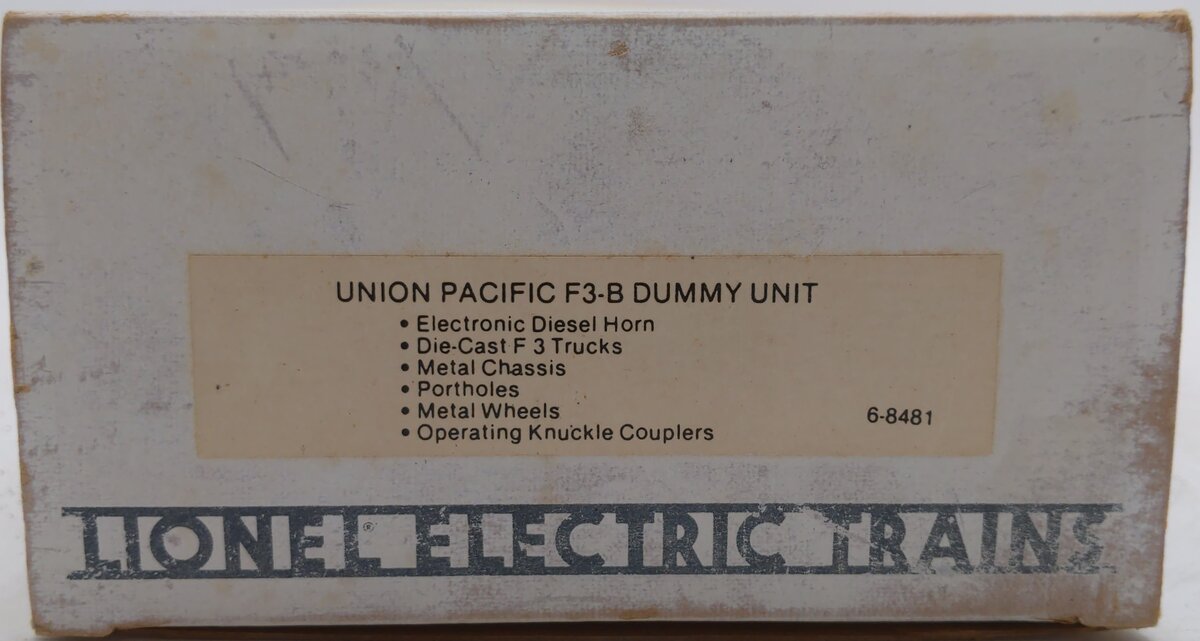 UNION PACIFIC F3-B DUMMY UNIT
• Electronic Diesel Horn
• Die-Cast F 3 Trucks
• Metal Chassis
• Portholes
• Metal Wheels
6-8481
• Operating Knuckle Couplers
LIONEL® ELECTRIC TRAINS